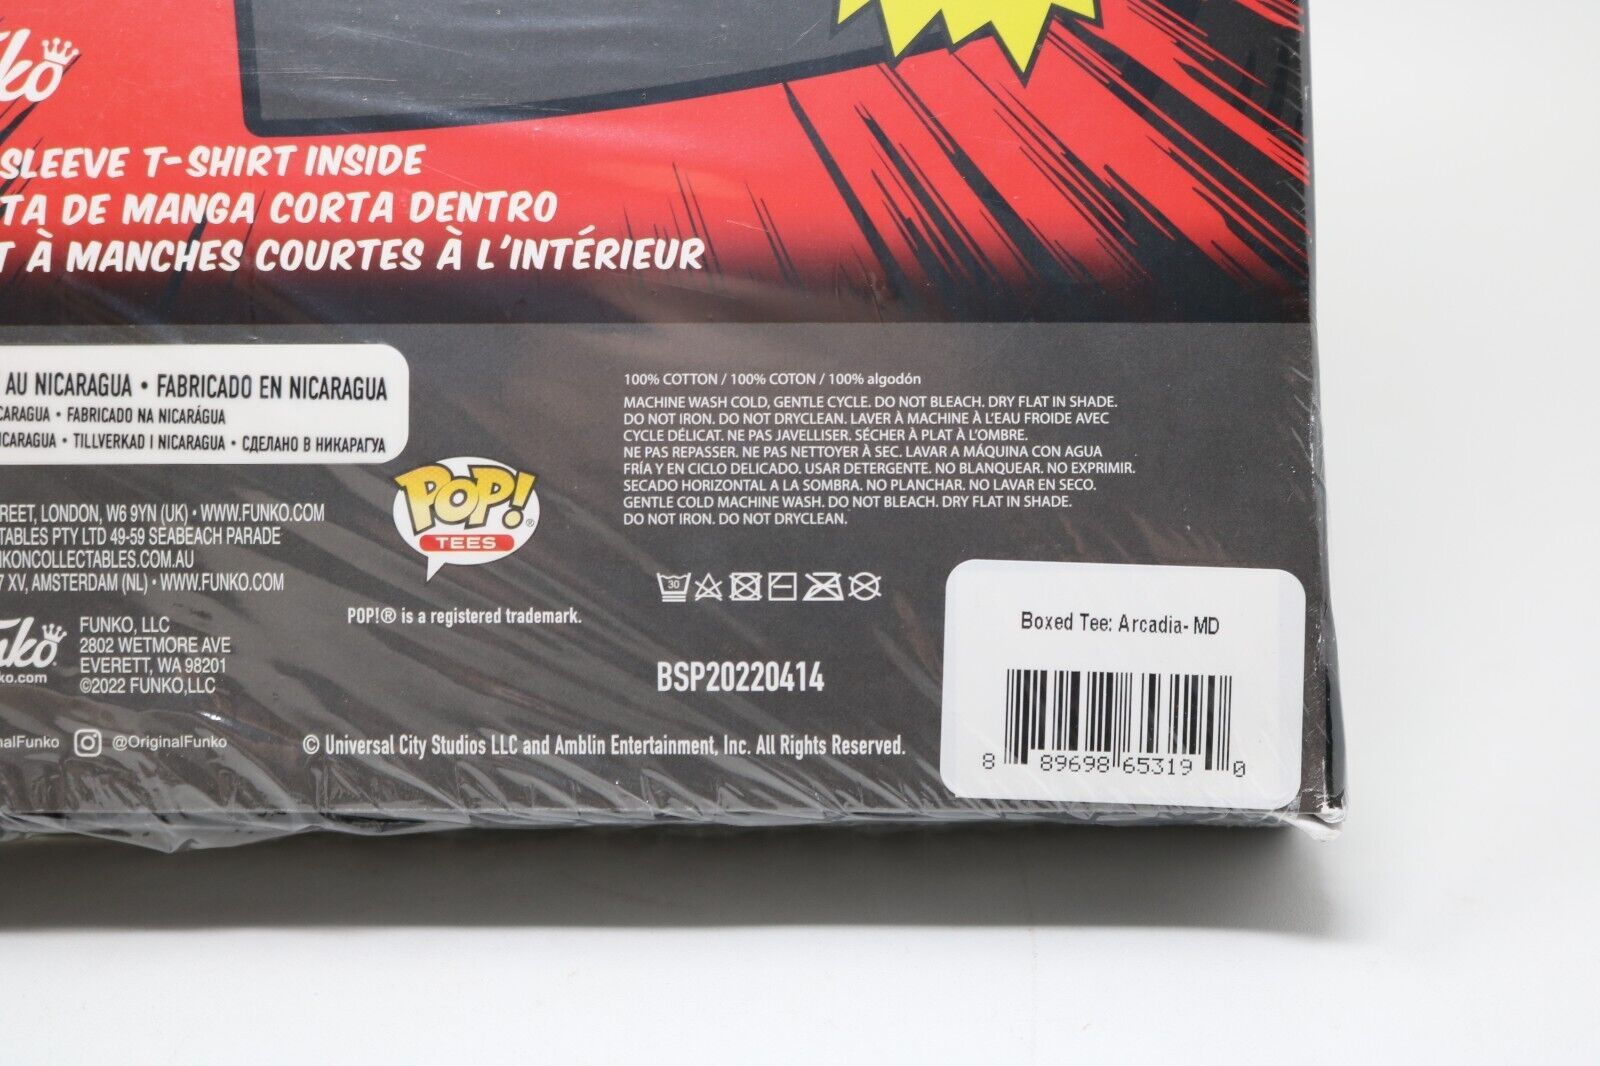 SLEEVE T-SHIRT INSIDE
TA DE MANGA CORTA DENTRO
T À MANCHES COURTES À L'INTÉRIEUR
AU NICARAGUA • FABRICADO EN NICARAGUA
CARAGUA • FABRICADO NA NICARÁGUA
ICARAGUA • TILLVERKAD I NICARAGUA • СДЕЛАНО В НИКАРАГУА
REET, LONDON, W6 9YN (UK) • WWW.FUNKO.COM
TABLES PTY LTD 49-59 SEABEACH PARADE
NKONCOLLECTABLES.COM.AU
7 XV, AMSTERDAM (NL) • WWW.FUNKO.COM
FUNKO, LLC
2802 WETMORE AVE
EVERETT, WA 98201
©2022 FUNKO,LLC
ko.com
nalFunko
@OriginalFunko
POP!®
TEES
POP!® is a registered trademark.
100% COTTON / 100% COTON / 100% algodón
MACHINE WASH COLD, GENTLE CYCLE. DO NOT BLEACH. DRY FLAT IN SHADE.
DO NOT IRON. DO NOT DRYCLEAN. LAVER À MACHINE À L'EAU FROIDE AVEC
CYCLE DÉLICAT. NE PAS JAVELLISER. SÉCHER À PLAT À L'OMBRE.
NE PAS REPASSER. NE PAS NETTOYER À SEC. LAVAR A MÁQUINA CON AGUA
FRÍA Y EN CICLO DELICADO. USAR DETERGENTE. NO BLANQUEAR. NO EXPRIMIR.
SECADO HORIZONTAL A LA SOMBRA. NO PLANCHAR. NO LAVAR EN SECO.
GENTLE COLD MACHINE WASH. DO NOT BLEACH. DRY FLAT IN SHADE.
DO NOT IRON. DO NOT DRYCLEAN.
30
BSP20220414
© Universal City Studios LLC and Amblin Entertainment, Inc. All Rights Reserved.
Boxed Tee: Arcadia- MD
8 89698 65319 0